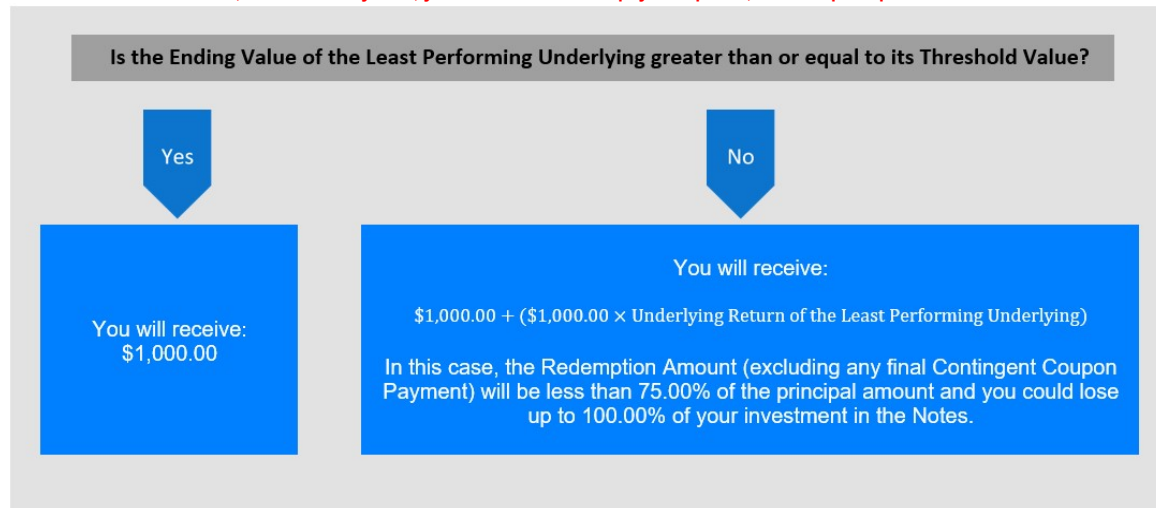 Is the Ending Value of the Least Performing Underlying greater than or equal to its Threshold Value?
Yes
No
You will receive:
$1,000.00
You will receive:
$1,000.00 + ($1,000.00 × Underlying Return of the Least Performing Underlying)
In this case, the Redemption Amount (excluding any final Contingent Coupon
Payment) will be less than 75.00% of the principal amount and you could lose
up to 100.00% of your investment in the Notes.